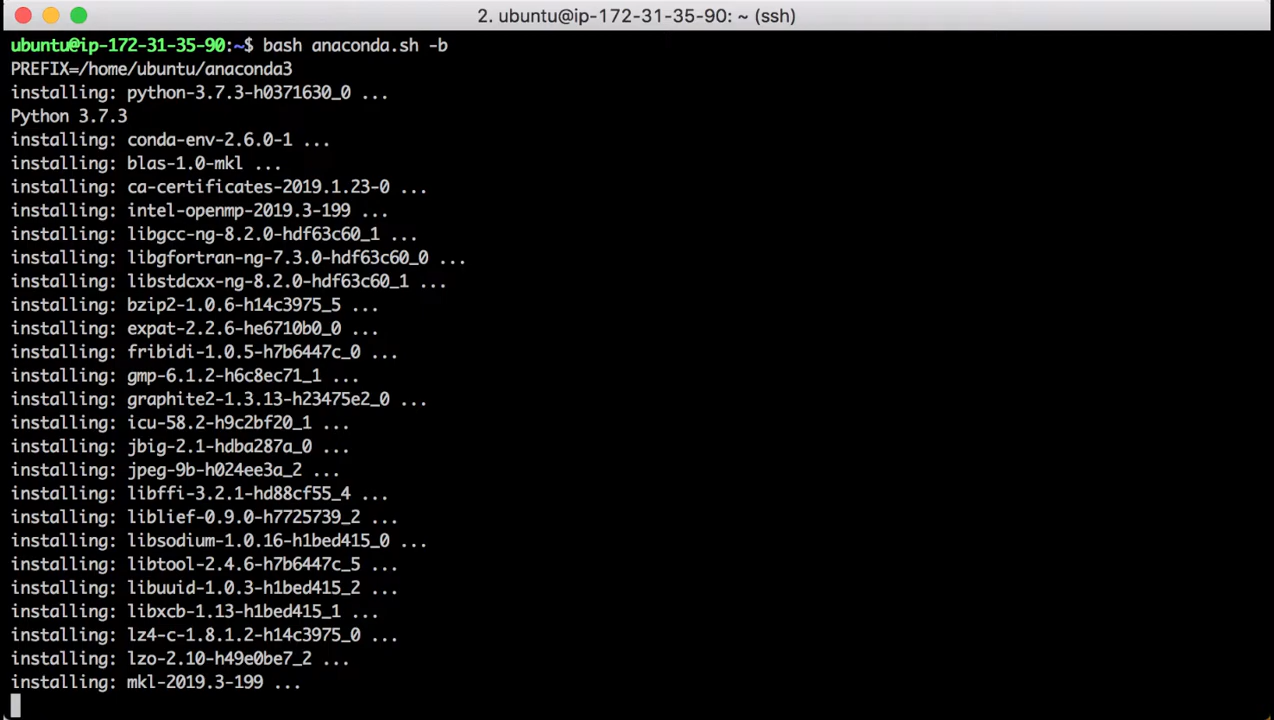 2. ubuntu@ip-172-31-35-90: ~ (ssh)
ubuntu@ip-172-31-35-90:~$ bash anaconda.sh -b
PREFIX=/home/ubuntu/anaconda3
installing: python-3.7.3-h0371630_0 ...
Python 3.7.3
installing: conda-env-2.6.0-1 ...
installing: blas-1.0-mkl ...
installing: ca-certificates-2019.1.23-0 ...
installing: intel-openmp-2019.3-199 ...
installing: libgcc-ng-8.2.0-hdf63c60_1 ...
installing: libgfortran-ng-7.3.0-hdf63c60_0 ...
installing: libstdcxx-ng-8.2.0-hdf63c60_1 ...
installing: bzip2-1.0.6-h14c3975_5 ...
installing: expat-2.2.6-he6710b0_0 ...
installing: fribidi-1.0.5-h7b6447c_0 ...
installing: gmp-6.1.2-h6c8ec71_1 ...
installing: graphite2-1.3.13-h23475e2_0 ...
installing: icu-58.2-h9c2bf20_1 ...
installing: jbig-2.1-hdba287a_0 ...
installing: jpeg-9b-h024ee3a_2 ...
installing: libffi-3.2.1-hd88cf55_4 ...
installing: liblief-0.9.0-h7725739_2 ...
installing: libsodium-1.0.16-h1bed415_0 ...
installing: libtool-2.4.6-h7b6447c_5 ...
installing: libuuid-1.0.3-h1bed415_2 ...
installing: libxcb-1.13-h1bed415_1 ...
installing: lz4-c-1.8.1.2-h14c3975_0 ...
installing: lzo-2.10-h49e0be7_2 ...
installing: mkl-2019.3-199 ...